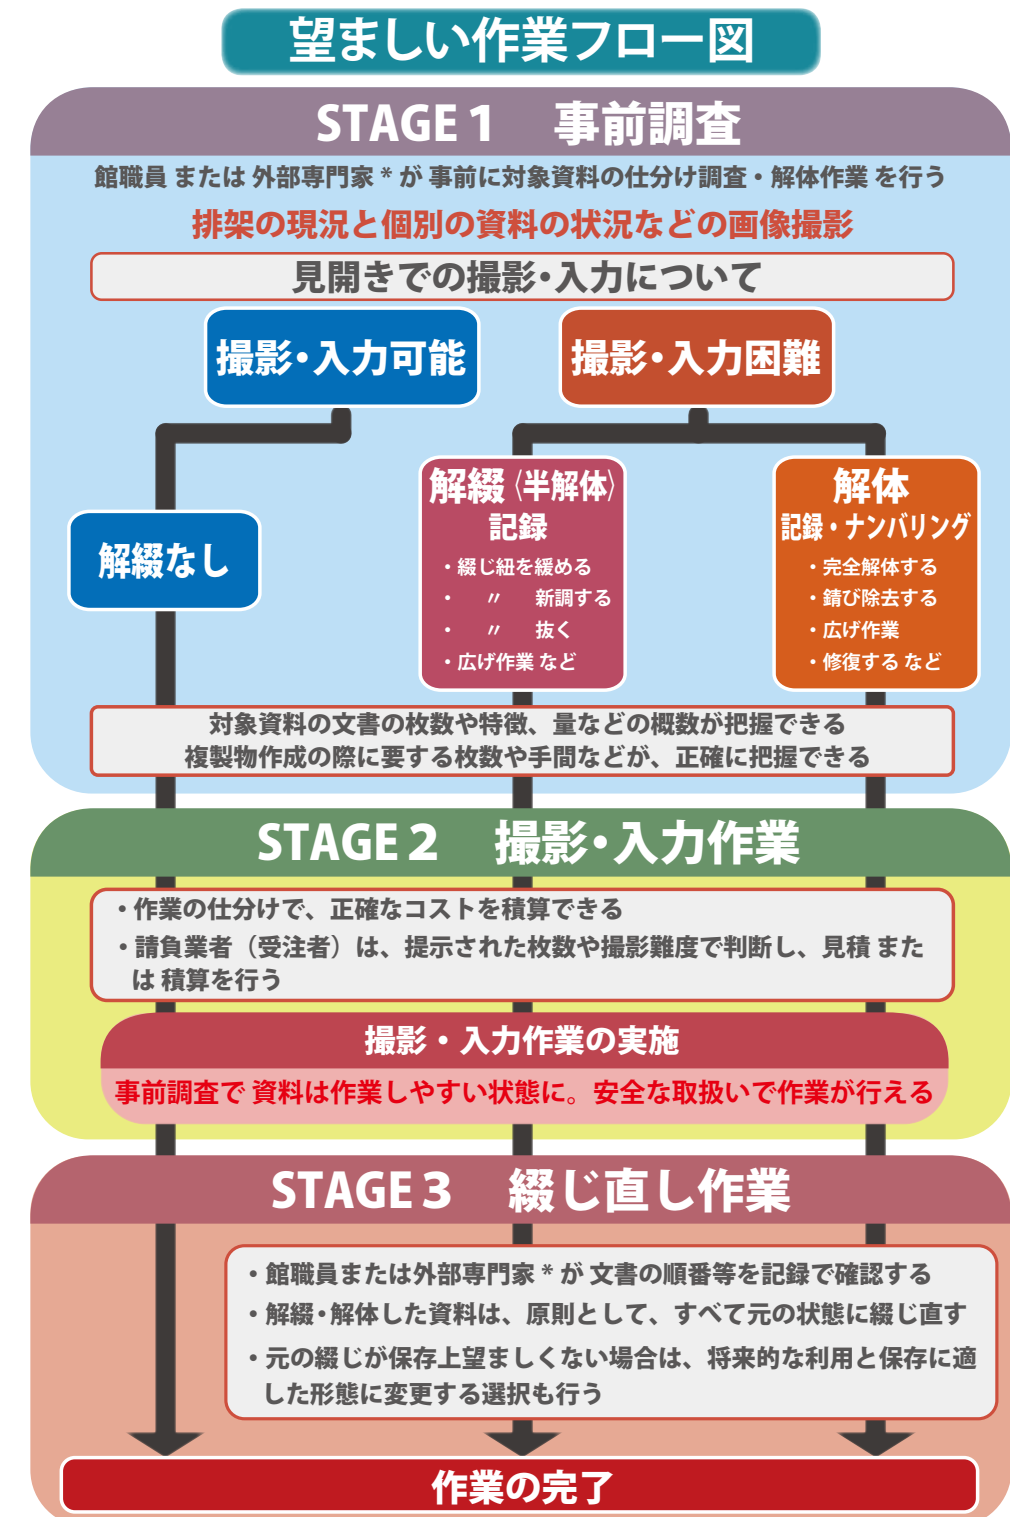 望ましい作業フロー図
STAGE 1　事前調査
館職員 または 外部専門家 * が 事前に対象資料の仕分け調査・解体作業 を行う
排架の現況と個別の資料の状況などの画像撮影
見開きでの撮影・入力について
撮影・入力可能
撮影・入力困難
解綴なし
解綴〈半解体〉
記録
・綴じ紐を緩める
・　〃　新調する
・　〃　抜く
・広げ作業 など
解体
記録・ナンバリング
・完全解体する
・錆び除去する
・広げ作業
・修復する など
対象資料の文書の枚数や特徴、量などの概数が把握できる
複製物作成の際に要する枚数や手間などが、正確に把握できる
STAGE 2　撮影・入力作業
・作業の仕分けで、正確なコストを積算できる
・請負業者（受注者）は、提示された枚数や撮影難度で判断し、見積 また
は 積算を行う
撮影・入力作業の実施
事前調査で 資料は作業しやすい状態に。安全な取扱いで作業が行える
STAGE 3　綴じ直し作業
・館職員または外部専門家 * が 文書の順番等を記録で確認する
・解綴・解体した資料は、原則として、すべて元の状態に綴じ直す
・元の綴じが保存上望ましくない場合は、将来的な利用と保存に適
した形態に変更する選択も行う
作業の完了